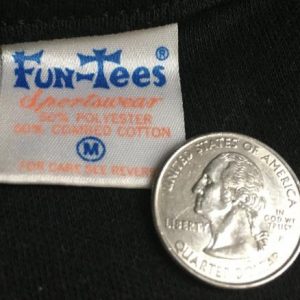 FUN-TEES®
Sportswear
50% POLYESTER
50% COMBED COTTON
M
FOR CARE SEE REVERS
UNITED STATES OF AMERICA
LIBERTY
IN
GOD WE
TRUST
QUARTER DOLLAR